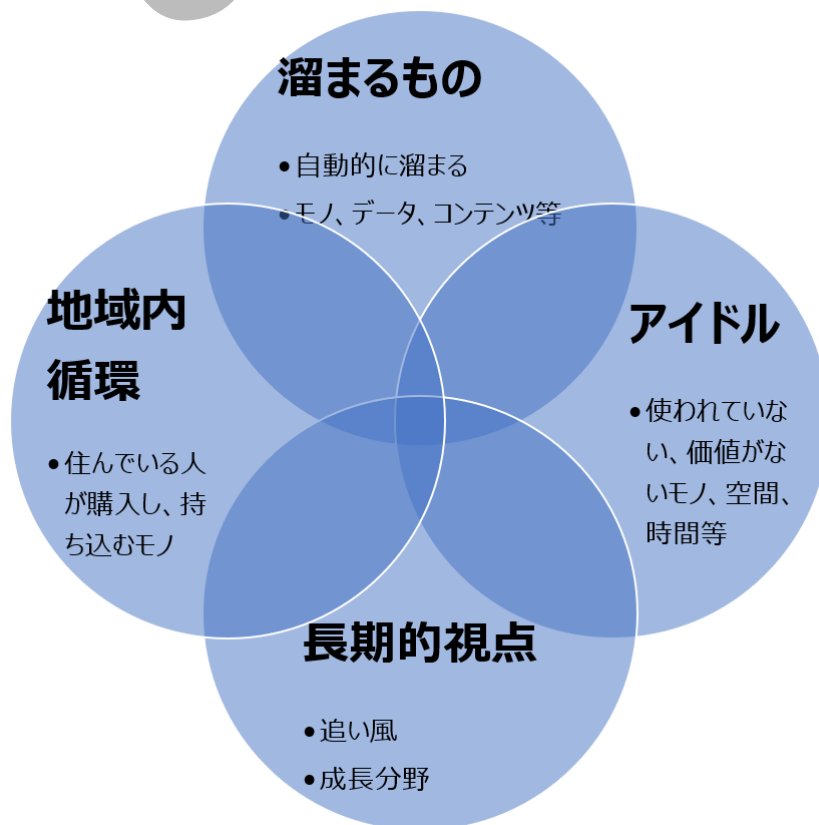 溜まるもの
•自動的に溜まる
•モノ、データ、コンテンツ等
地域内
循環
•住んでいる人
が購入し、持
ち込むモノ
アイドル
•使われていな
い、価値がな
いモノ、空間、
時間等
長期的視点
•追い風
•成長分野